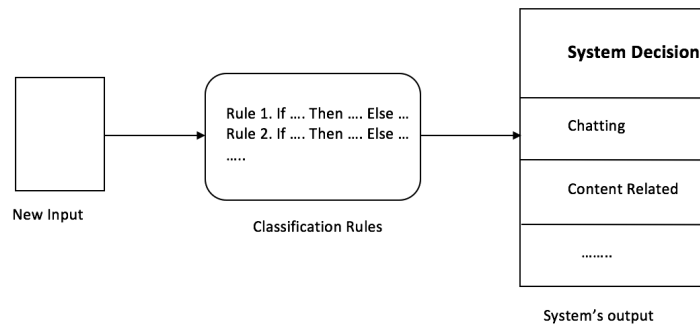 System Decision
Rule 1. If .... Then .... Else ...
Rule 2. If .... Then .... Else ...
.....
Chatting
Content Related
........
New Input
Classification Rules
System's output